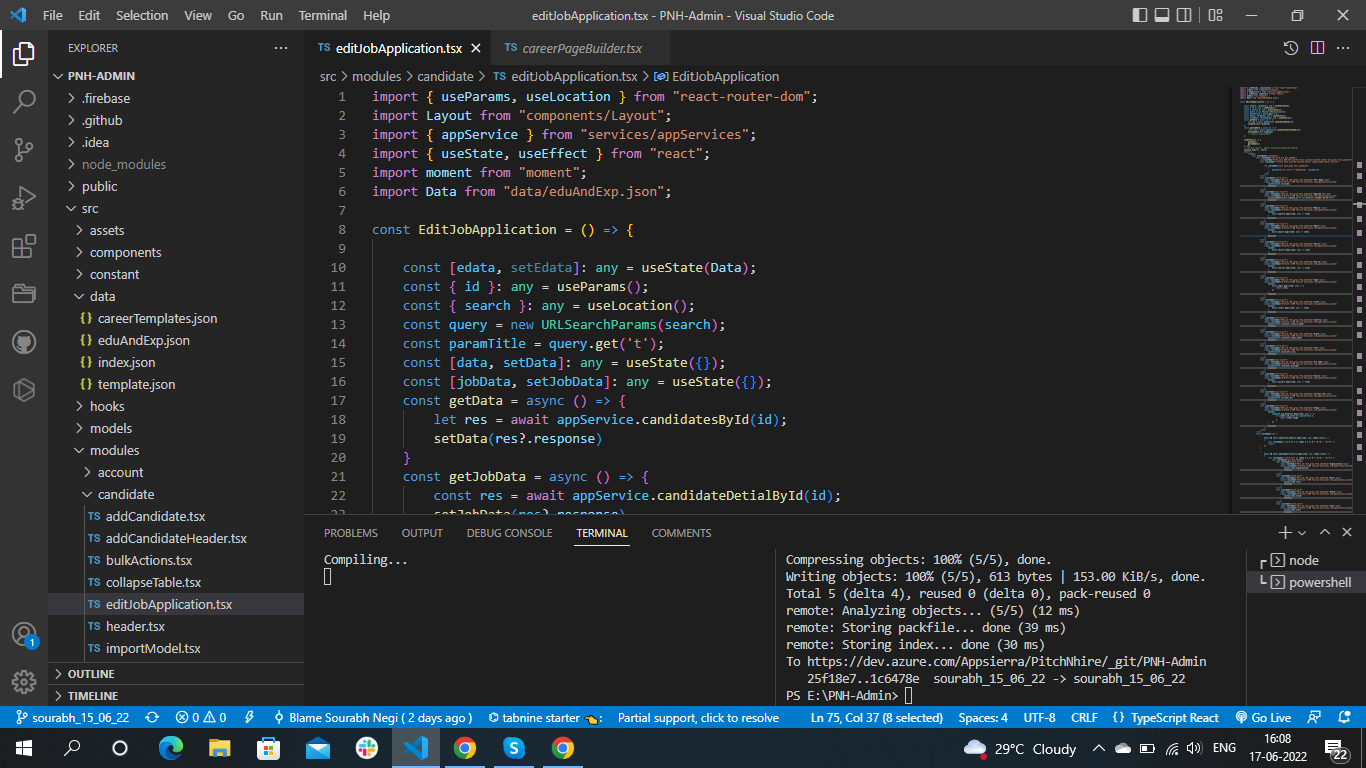 File Edit Selection View Go Run Terminal Help
editJobApplication.tsx - PNH-Admin - Visual Studio Code
EXPLORER
PNH-ADMIN
.firebase
.github
.idea
node_modules
public
src
assets
components
constant
data
{} careerTemplates.json
{} eduAndExp.json
{} index.json
{} template.json
hooks
models
modules
account
candidate
TS addCandidate.tsx
TS addCandidateHeader.tsx
TS bulkActions.tsx
TS collapseTable.tsx
TS editJobApplication.tsx
TS header.tsx
TS importModel.tsx
OUTLINE
TIMELINE
1
TS editJobApplication.tsx
TS careerPageBuilder.tsx
src > modules > candidate > TS editJobApplication.tsx > EditJobApplication
1 import { useParams, useLocation } from "react-router-dom";
2 import Layout from "components/Layout";
3 import { appService } from "services/appServices";
4 import { useState, useEffect } from "react";
5 import moment from "moment";
6 import Data from "data/eduAndExp.json";
7
8 const EditJobApplication = () => {
9
10 const [edata, setEdata]: any = useState(Data);
11 const { id }: any = useParams();
12 const { search }: any = useLocation();
13 const query = new URLSearchParams(search);
14 const paramTitle = query.get('t');
15 const [data, setData]: any = useState({});
16 const [jobData, setJobData]: any = useState({});
17 const getData = async () => {
18 let res = await appService.candidatesById(id);
19 setData(res?.response)
20 }
21 const getJobData = async () => {
22 const res = await appService.candidateDetialById(id);
23 setJobData(res?.response)
PROBLEMS OUTPUT DEBUG CONSOLE TERMINAL COMMENTS
Compiling...
Compressing objects: 100% (5/5), done.
Writing objects: 100% (5/5), 613 bytes | 153.00 KiB/s, done.
Total 5 (delta 4), reused 0 (delta 0), pack-reused 0
remote: Analyzing objects... (5/5) (12 ms)
remote: Storing packfile... done (39 ms)
remote: Storing index... done (30 ms)
To https://dev.azure.com/Appsierra/PitchNhire/_git/PNH-Admin
25f18e7..1c6478e sourabh_15_06_22 -> sourabh_15_06_22
PS E:\PNH-Admin>
node
powershell
sourabh_15_06_22 0 0 Blame Sourabh Negi ( 2 days ago ) tabnine starter : Partial support, click to resolve Ln 75, Col 37 (8 selected) Spaces: 4 UTF-8 CRLF {} TypeScript React Go Live
29°C Cloudy ENG 16:08
17-06-2022
22